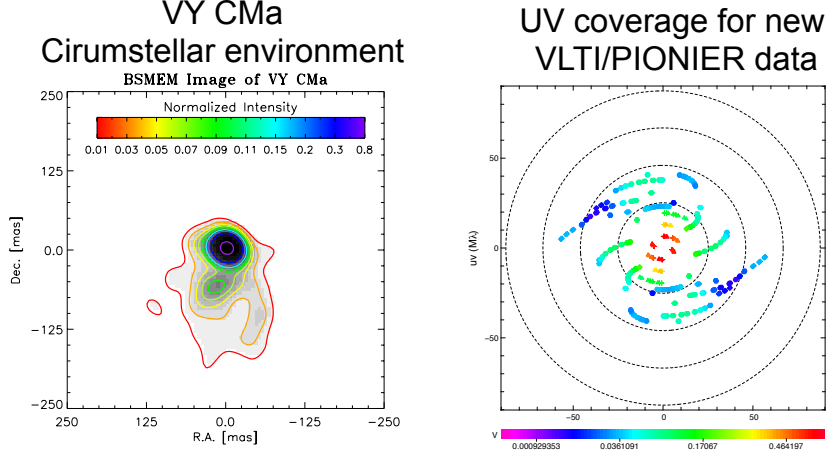 VY CMa
Cirumstellar environment
BSMEM Image of VY CMa
Normalized Intensity
0.01 0.03 0.05 0.07 0.09 0.11 0.15 0.2 0.3 0.8
250
125
0.0
−125
−250
Dec. [mas]
250 125 0.0 −125 −250
R.A. [mas]
UV coverage for new
VLTI/PIONIER data
50
0
−50
uv (Mλ)
−50 0 50
V
0.000929353 0.0361091 0.17067 0.464197